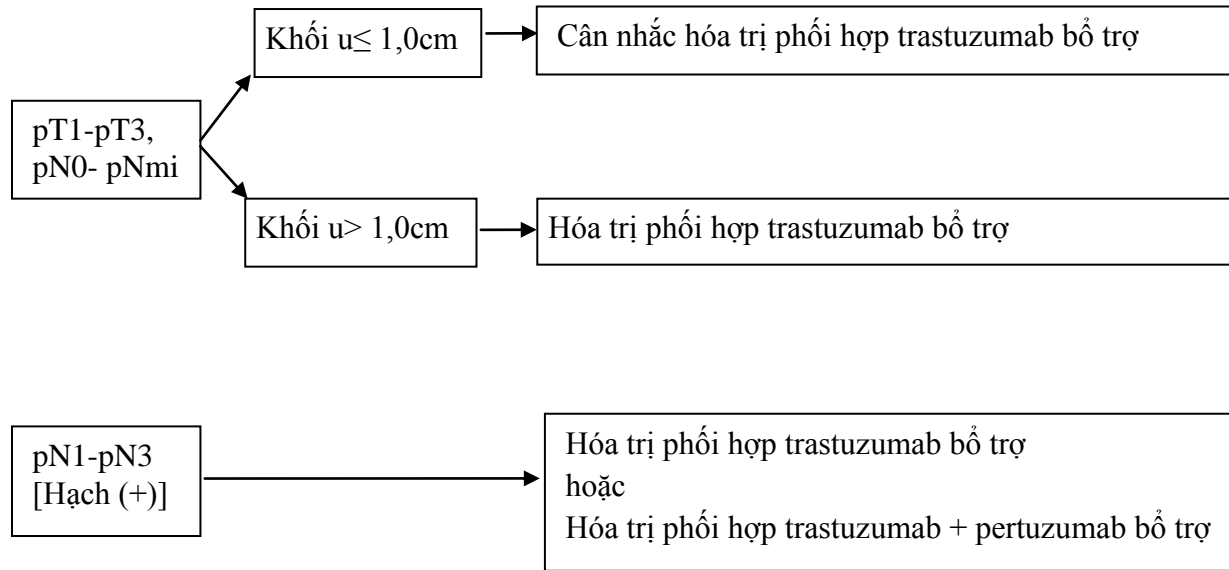 Khối u≤ 1,0cm
Cân nhắc hóa trị phối hợp trastuzumab bổ trợ
pT1-pT3,
pN0- pNmi
Khối u> 1,0cm
Hóa trị phối hợp trastuzumab bổ trợ
pN1-pN3
[Hạch (+)]
Hóa trị phối hợp trastuzumab bổ trợ
hoặc
Hóa trị phối hợp trastuzumab + pertuzumab bổ trợ